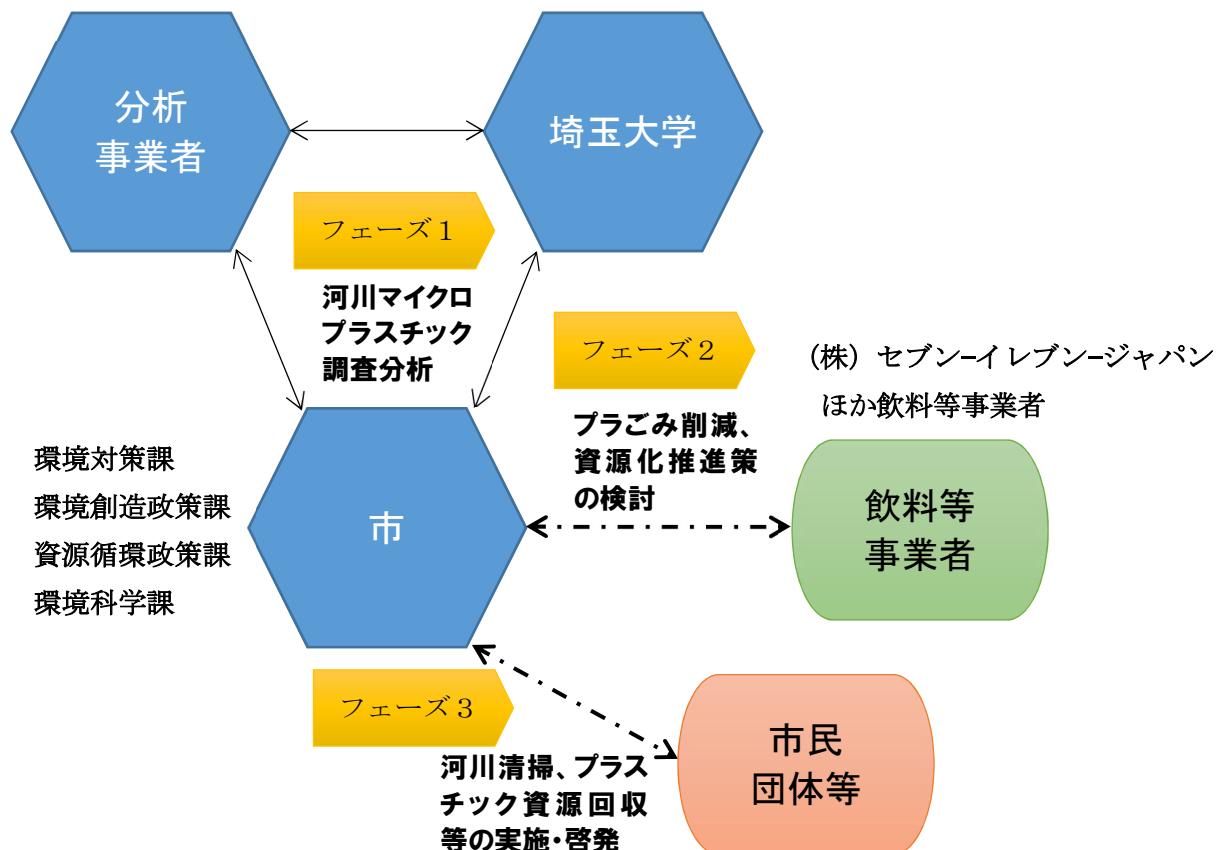 分析
事業者
埼玉大学
フェーズ１
河川マイクロ
プラスチック
調査分析
フェーズ２
(株) セブン-イレブン-ジャパン
ほか飲料等事業者
プラごみ削減、
資源化推進策
の検討
環境対策課
環境創造政策課
資源循環政策課
環境科学課
市
飲料等
事業者
フェーズ３
河川清掃、プラス
チック資源回収
等の実施・啓発
市民
団体等